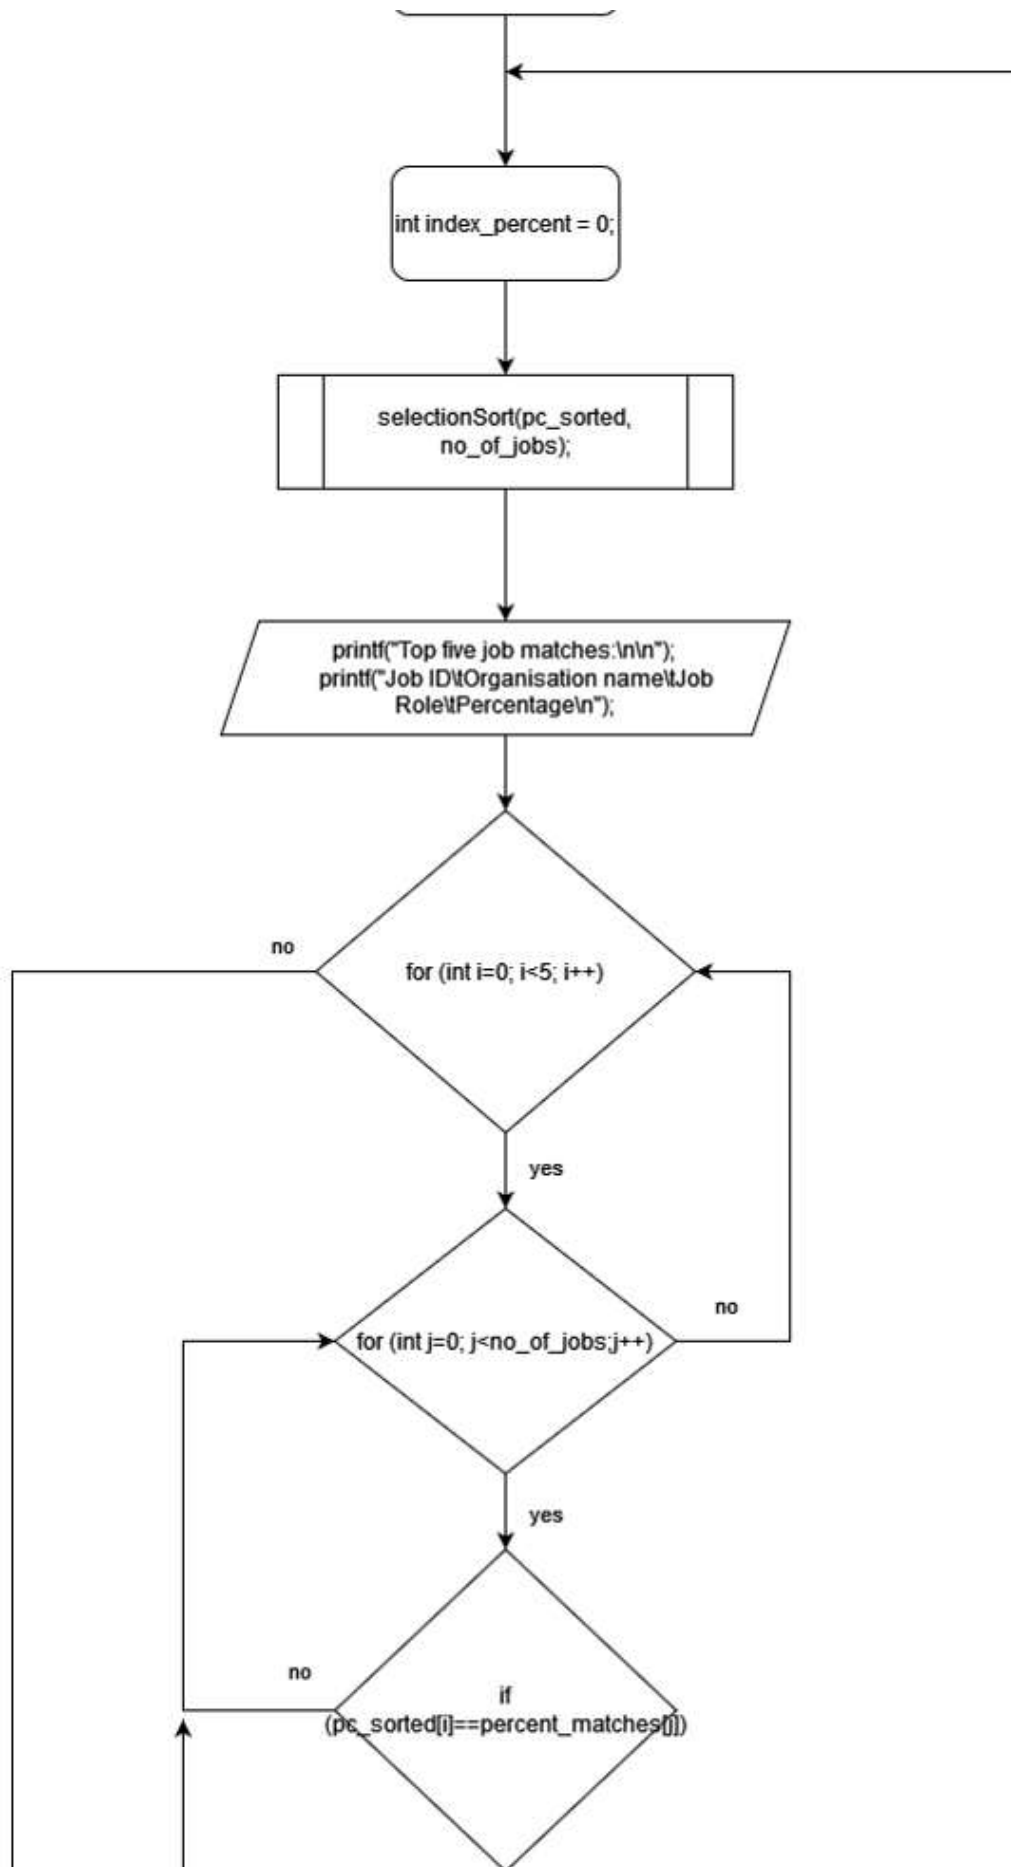 int index_percent = 0;
selectionSort(pc_sorted,
no_of_jobs);
printf("Top five job matches:\n\n");
printf("Job ID\tOrganisation name\tJob
Role\tPercentage\n");
no
for (int i=0; i<5; i++)
yes
no
for (int j=0; j<no_of_jobs;j++)
yes
no
if
(pc_sorted[i]==percent_matches[j])